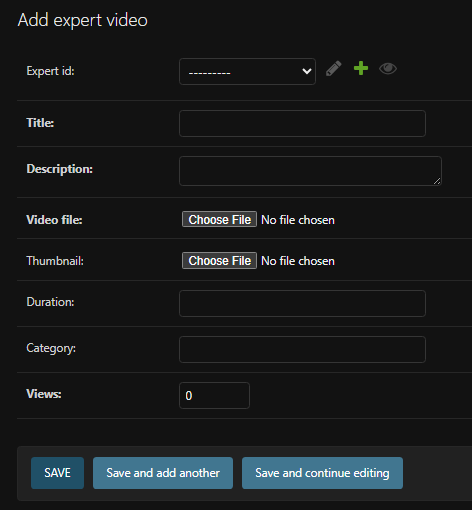 Add expert video
Expert id: ---------
Title:
Description:
Video file: Choose File No file chosen
Thumbnail: Choose File No file chosen
Duration:
Category:
Views: 0
SAVE Save and add another Save and continue editing